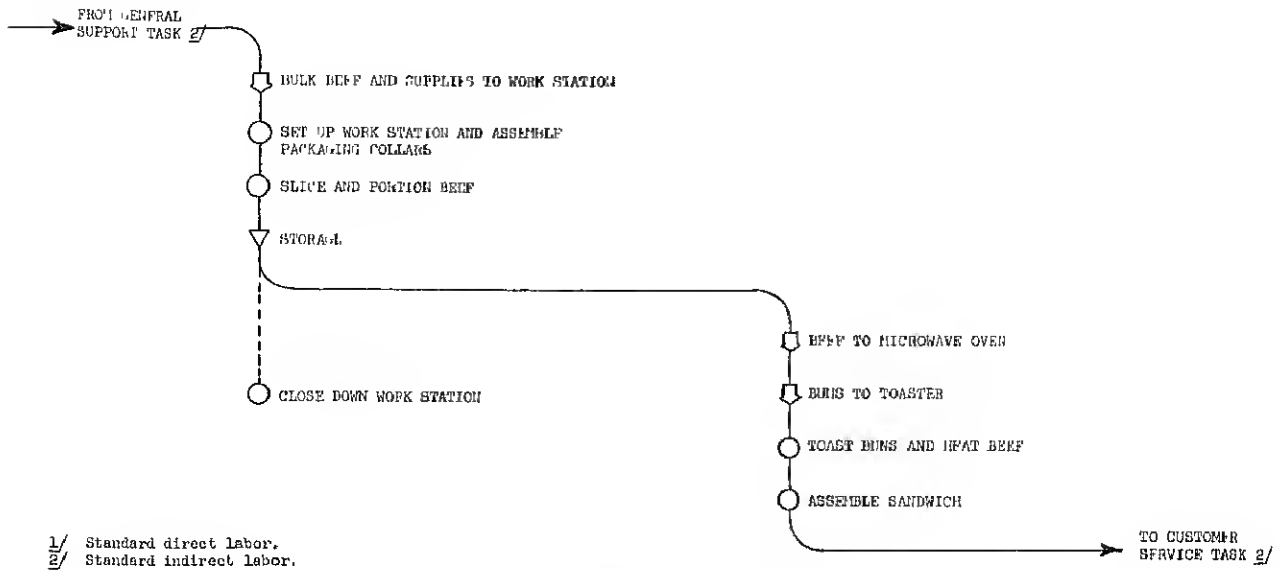 FROM GENERAL
SUPPORT TASK 2/
BULK BEEF AND SUPPLIES TO WORK STATION
SET UP WORK STATION AND ASSEMBLE
PACKAGING COLLARS
SLICE AND PORTION BEEF
STORAGE
BEEF TO MICROWAVE OVEN
BUNS TO TOASTER
CLOSE DOWN WORK STATION
TOAST BUNS AND HEAT BEEF
ASSEMBLE SANDWICH
1/ Standard direct labor.
2/ Standard indirect labor.
TO CUSTOMER
SERVICE TASK 2/